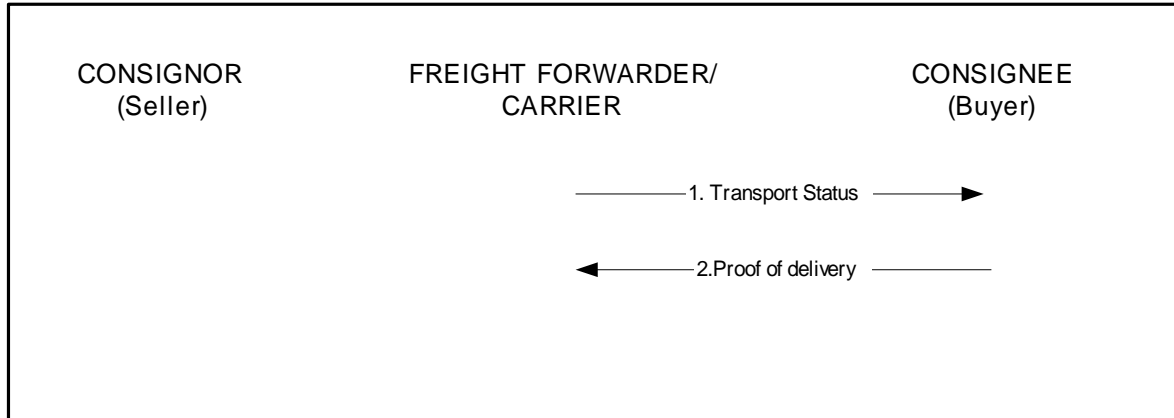 CONSIGNOR
(Seller)
FREIGHT FORWARDER/
CARRIER
CONSIGNEE
(Buyer)
1. Transport Status
2.Proof of delivery